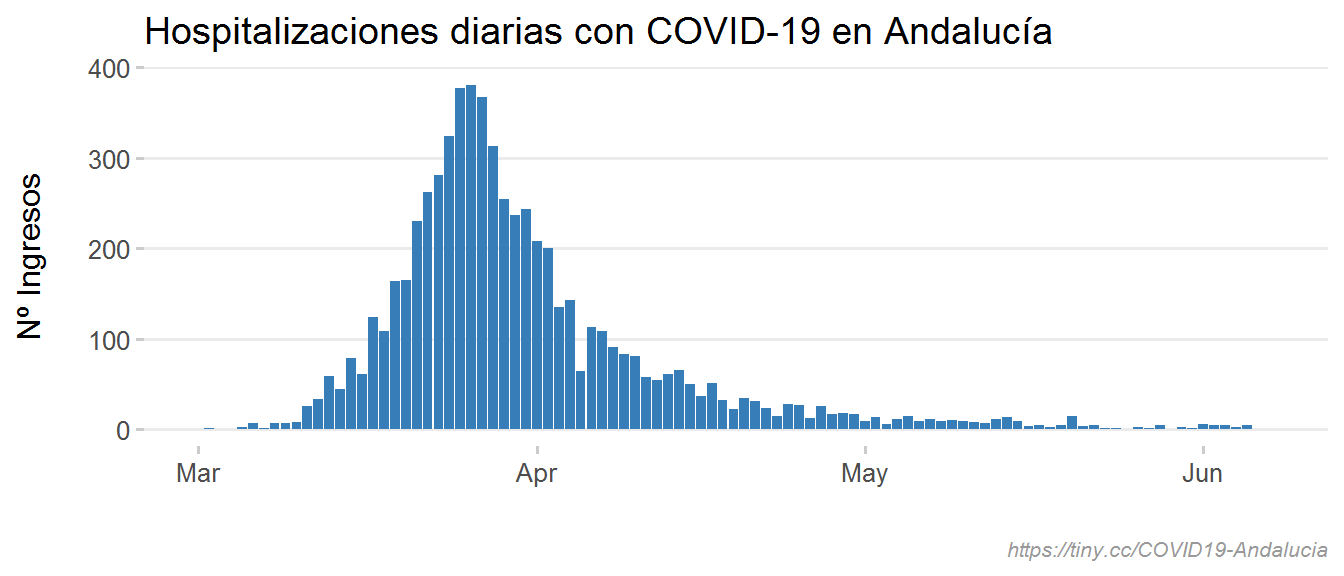 Hospitalizaciones diarias con COVID-19 en Andalucía
400
300
200
100
0
Nº Ingresos
Mar Apr May Jun
https://tiny.cc/COVID19-Andalucia